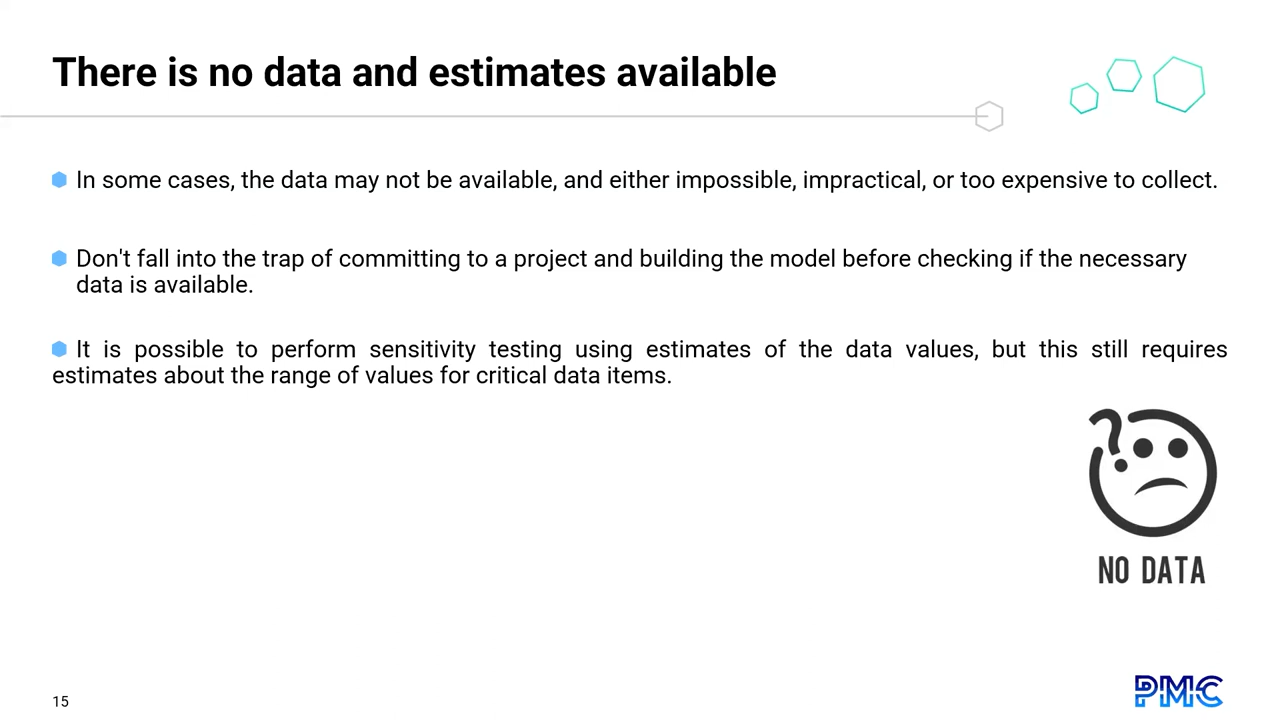 There is no data and estimates available
In some cases, the data may not be available, and either impossible, impractical, or too expensive to collect.
Don't fall into the trap of committing to a project and building the model before checking if the necessary
data is available.
It is possible to perform sensitivity testing using estimates of the data values, but this still requires
estimates about the range of values for critical data items.
NO DATA
15
PMC